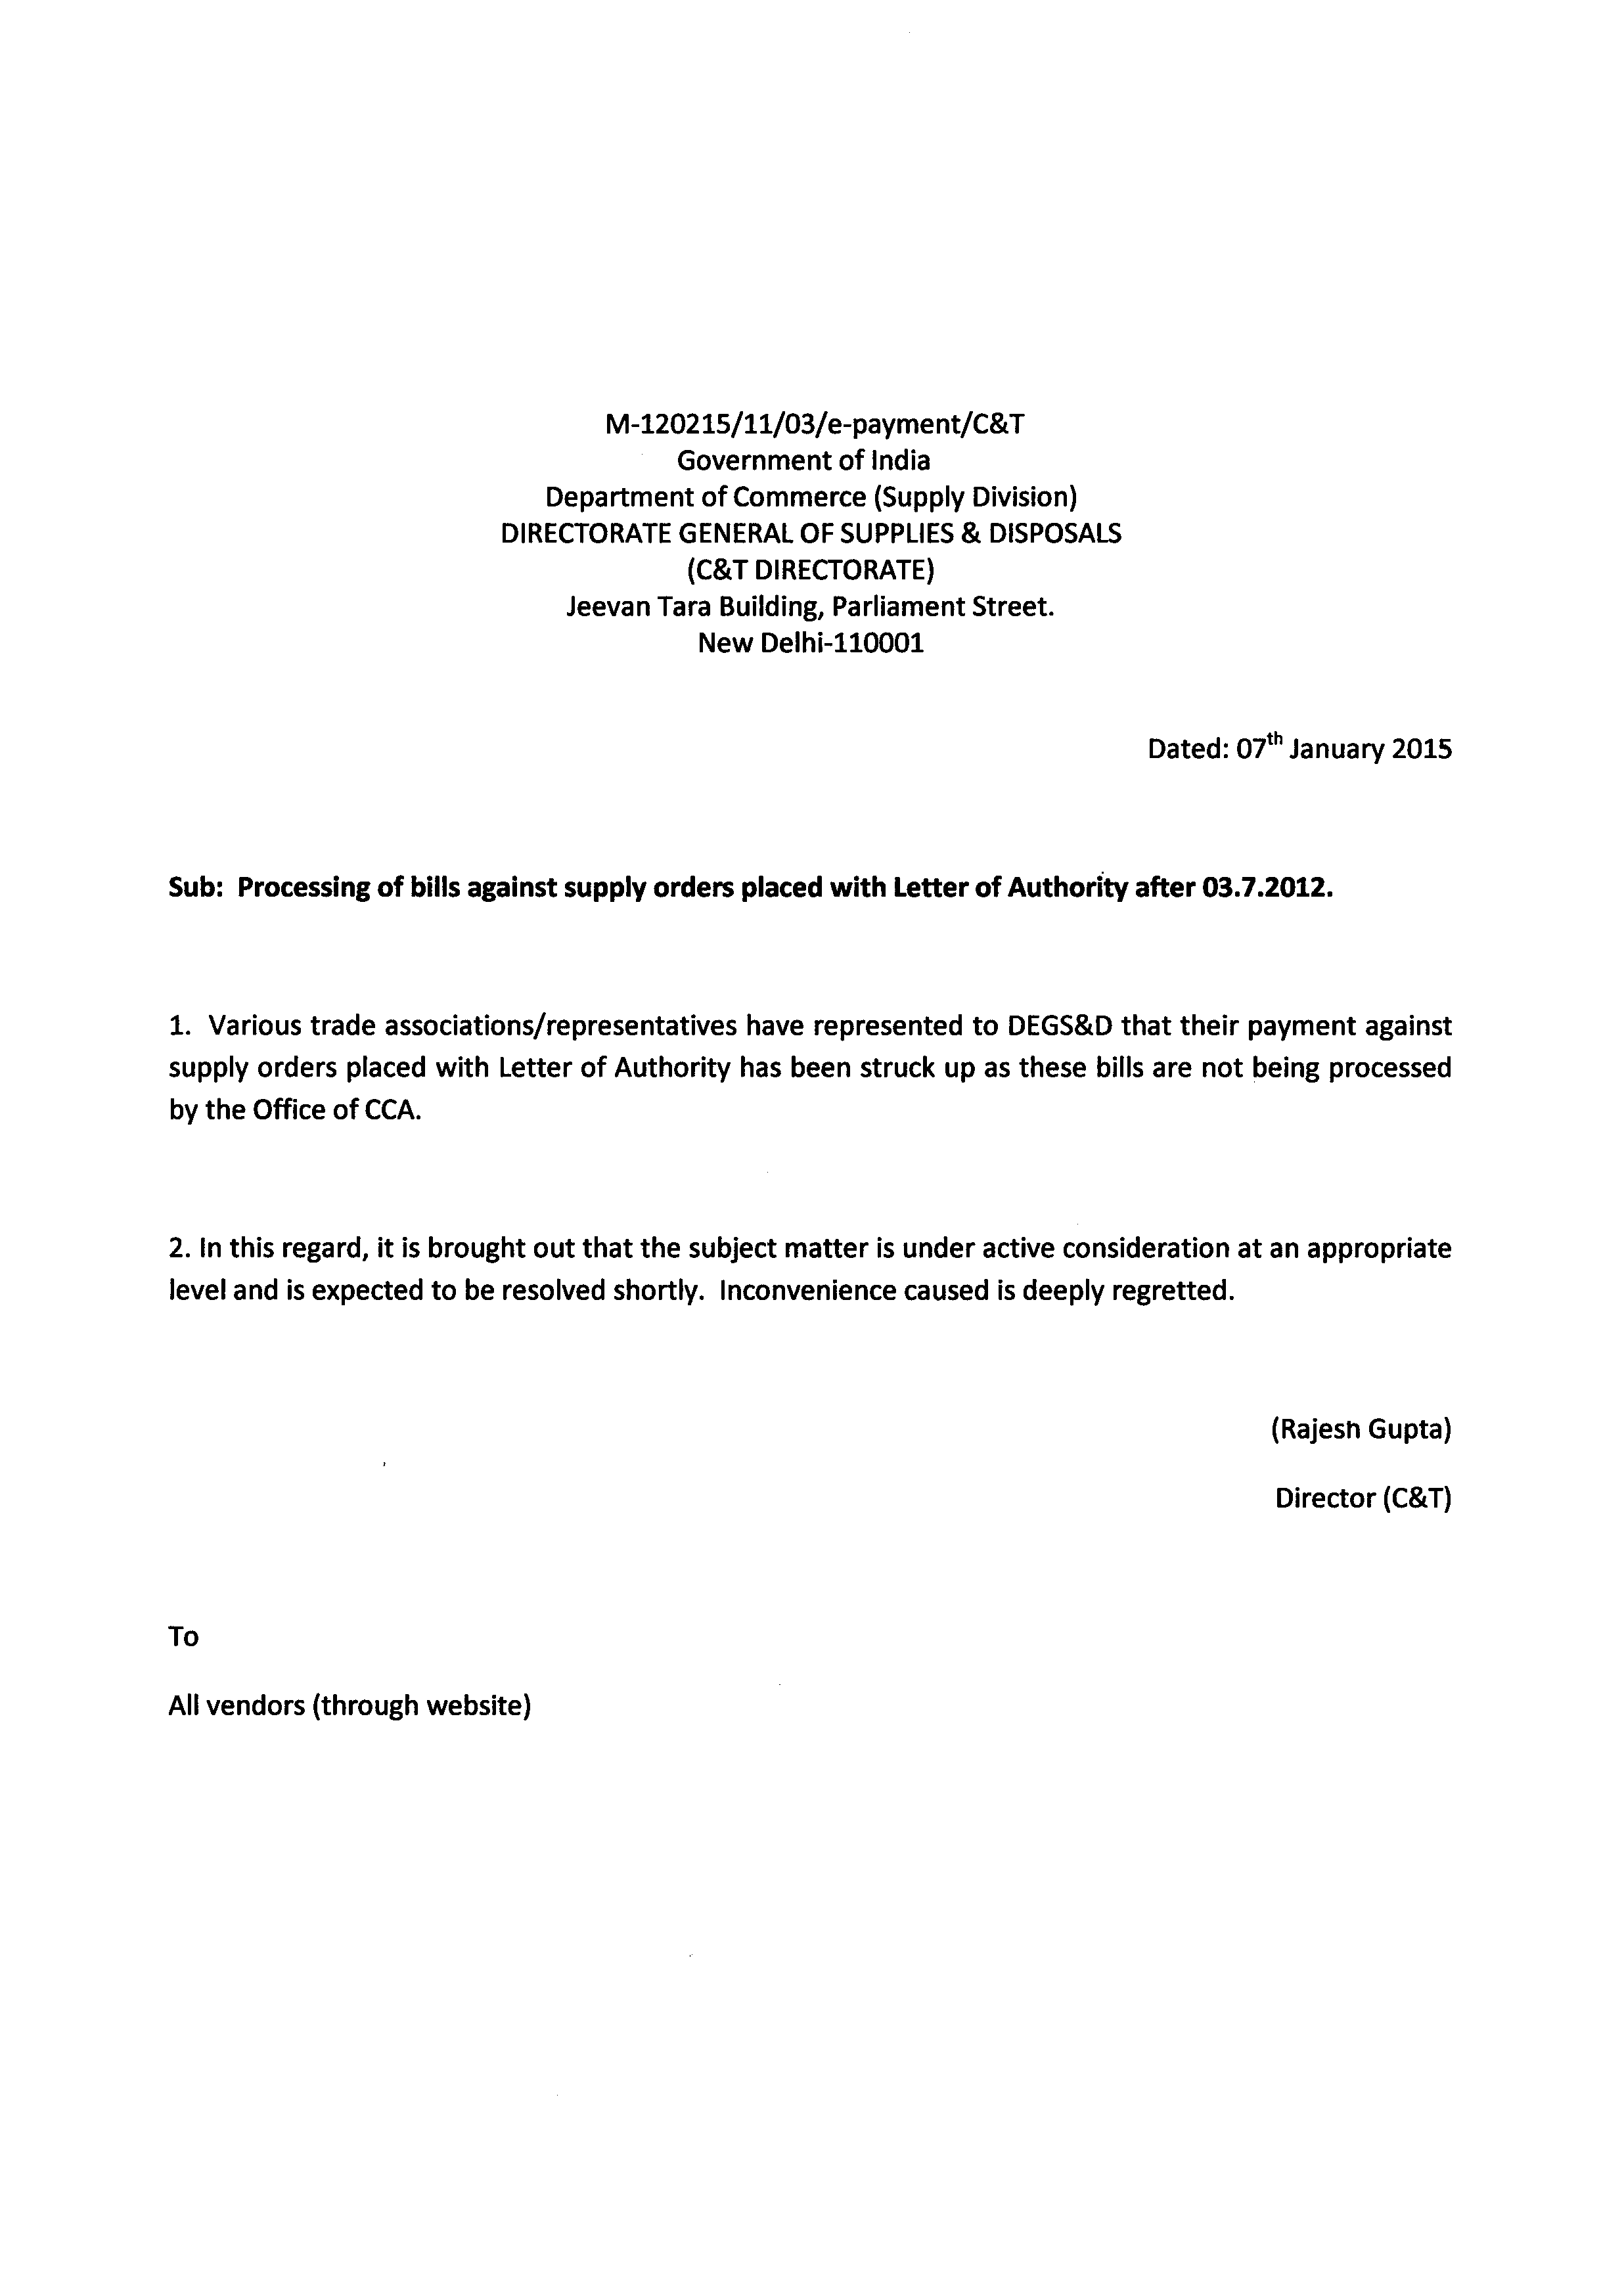 M-120215/11/03/e-payment/C&T
Government of India
Department of Commerce (Supply Division)
DIRECTORATE GENERAL OF SUPPLIES & DISPOSALS
(C&T DIRECTORATE)
Jeevan Tara Building, Parliament Street.
New Delhi-110001
Dated: 07th January 2015
Sub:  Processing of bills against supply orders placed with Letter of Authority after 03.7.2012.
1.  Various trade associations/representatives have represented to DEGS&D that their payment against
supply orders placed with Letter of Authority has been struck up as these bills are not being processed
by the Office of CCA.
2. In this regard, it is brought out that the subject matter is under active consideration at an appropriate
level and is expected to be resolved shortly.  Inconvenience caused is deeply regretted.
(Rajesh Gupta)
Director (C&T)
To
All vendors (through website)